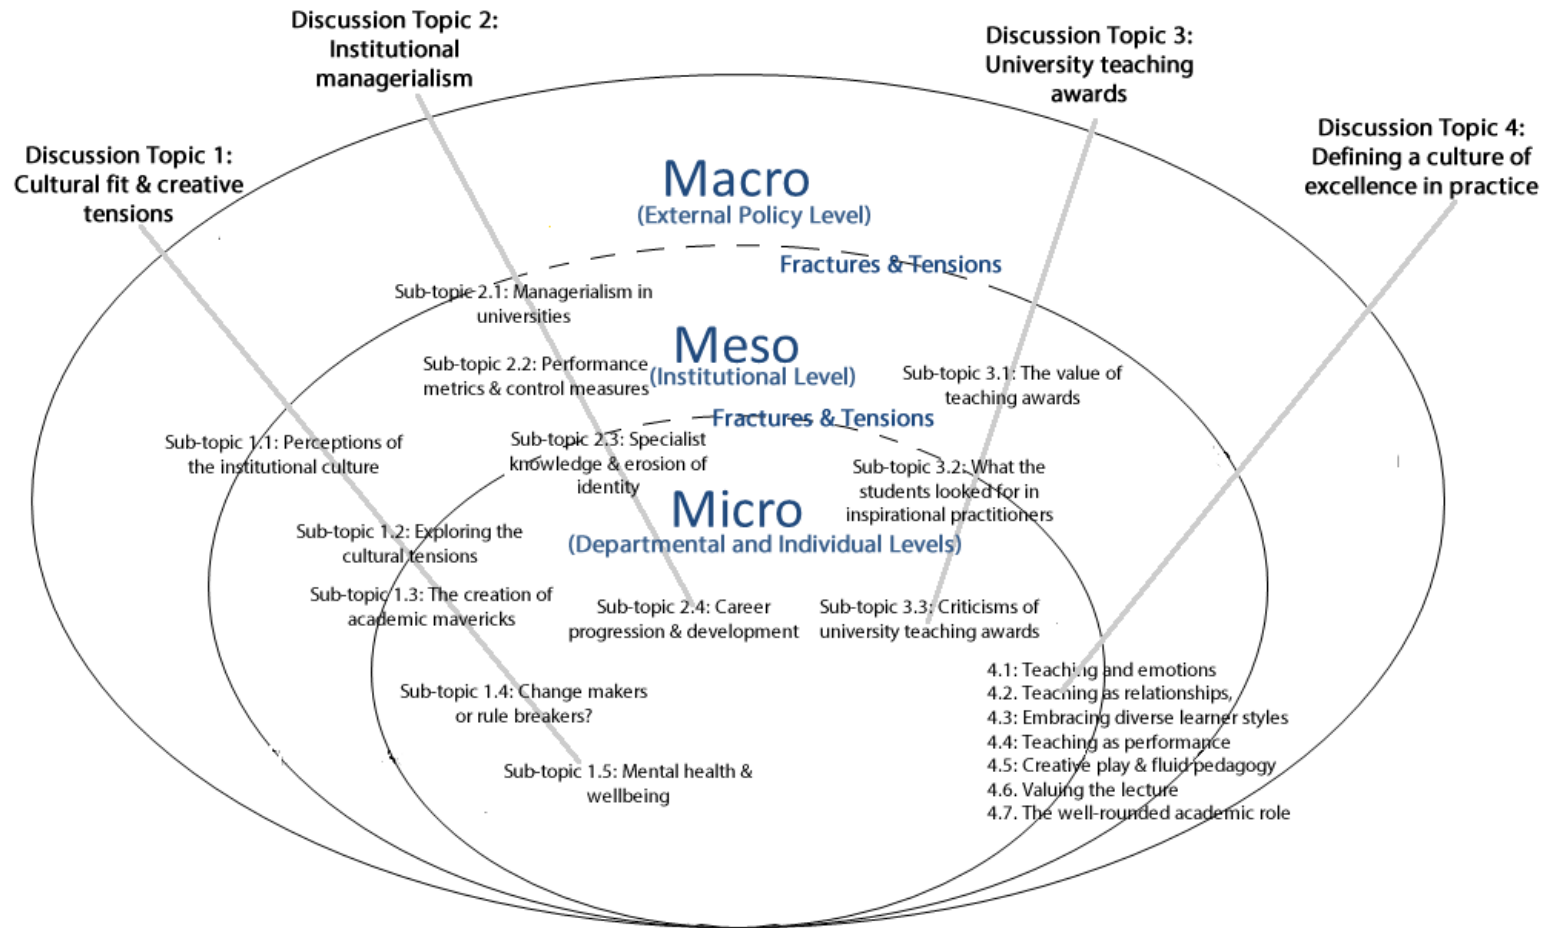 Discussion Topic 2:
Institutional
managerialism
Discussion Topic 3:
University teaching
awards
Discussion Topic 4:
Defining a culture of
excellence in practice
Discussion Topic 1:
Cultural fit & creative
tensions
Macro
(External Policy Level)
Fractures & Tensions
Sub-topic 2.1: Managerialism in
universities
Meso
(Institutional Level)
Sub-topic 2.2: Performance
metrics & control measures
Sub-topic 3.1: The value of
teaching awards
Fractures & Tensions
Sub-topic 1.1: Perceptions of
the institutional culture
Sub-topic 2.3: Specialist
knowledge & erosion of
identity
Sub-topic 3.2: What the
students looked for in
inspirational practitioners
Micro
(Departmental and Individual Levels)
Sub-topic 1.2: Exploring the
cultural tensions
Sub-topic 1.3: The creation of
academic mavericks
Sub-topic 2.4: Career
progression & development
Sub-topic 3.3: Criticisms of
university teaching awards
Sub-topic 1.4: Change makers
or rule breakers?
Sub-topic 1.5: Mental health &
wellbeing
4.1: Teaching and emotions
4.2. Teaching as relationships,
4.3: Embracing diverse learner styles
4.4: Teaching as performance
4.5: Creative play & fluid pedagogy
4.6. Valuing the lecture
4.7. The well-rounded academic role